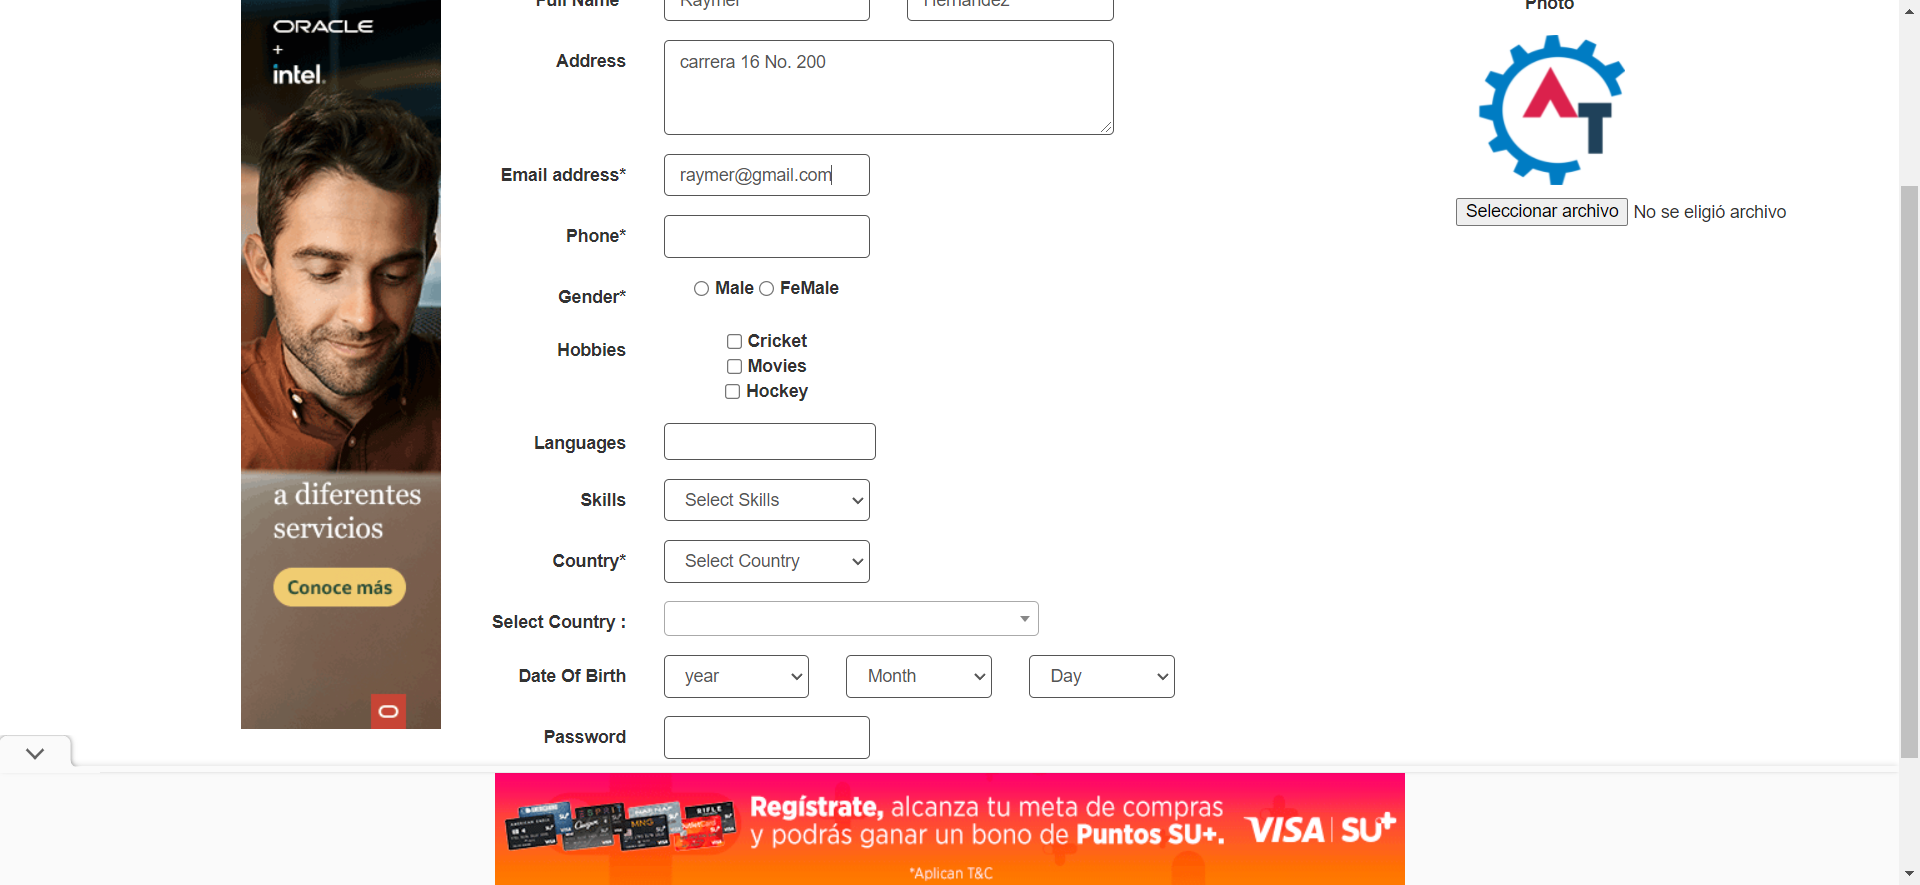 ORACLE
+
intel.
a diferentes
servicios
Conoce más
Full Name
Raymer
Hernandez
Address
carrera 16 No. 200
Email address*
raymer@gmail.com
Phone*
Gender*
Male
FeMale
Hobbies
Cricket
Movies
Hockey
Languages
Skills
Select Skills
Country*
Select Country
Select Country :
Date Of Birth
year
Month
Day
Password
Photo
AT
Seleccionar archivo
No se eligió archivo
Regístrate, alcanza tu meta de compras
y podrás ganar un bono de Puntos SU+.
*Aplican T&C
VISA | SU+